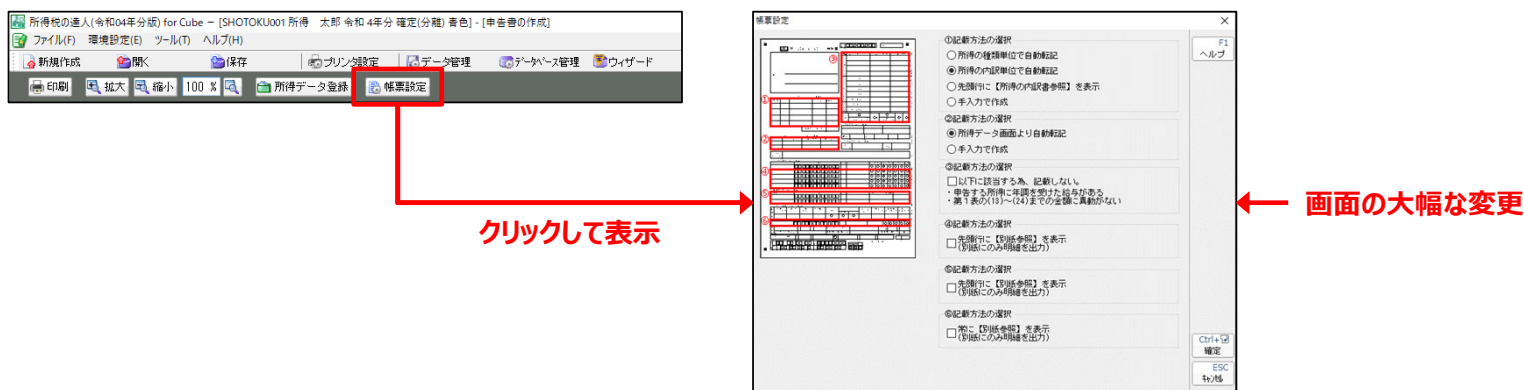 所得税の達人(令和04年分版) for Cube － [SHOTOKU001 所得　太郎 令和 4年分 確定(分離) 青色] - [申告書の作成]
ファイル(F) 環境設定(E) ツール(T) ヘルプ(H)
新規作成 開く 保存 プリンタ設定 データ管理 データベース管理 ウィザード
印刷 拡大 縮小 100 % 所得データ登録 帳票設定
クリックして表示
帳票設定
①
②
③
④
⑤
⑥
①記載方法の選択
所得の種類単位で自動転記
所得の内訳単位で自動転記
先頭行に【所得の内訳書参照】を表示
手入力で作成
②記載方法の選択
所得データ画面より自動転記
手入力で作成
③記載方法の選択
以下に該当する為、記載しない。
・申告する所得に年調を受けた給与がある
・第１表の(13)～(24)までの金額に異動がない
④記載方法の選択
先頭行に【別紙参照】を表示
(別紙にのみ明細を出力)
⑤記載方法の選択
先頭行に【別紙参照】を表示
(別紙にのみ明細を出力)
⑥記載方法の選択
常に【別紙参照】を表示
(別紙にのみ明細を出力)
F1
ヘルプ
Ctrl+
確定
ESC
ｷｬﾝｾﾙ
画面の大幅な変更